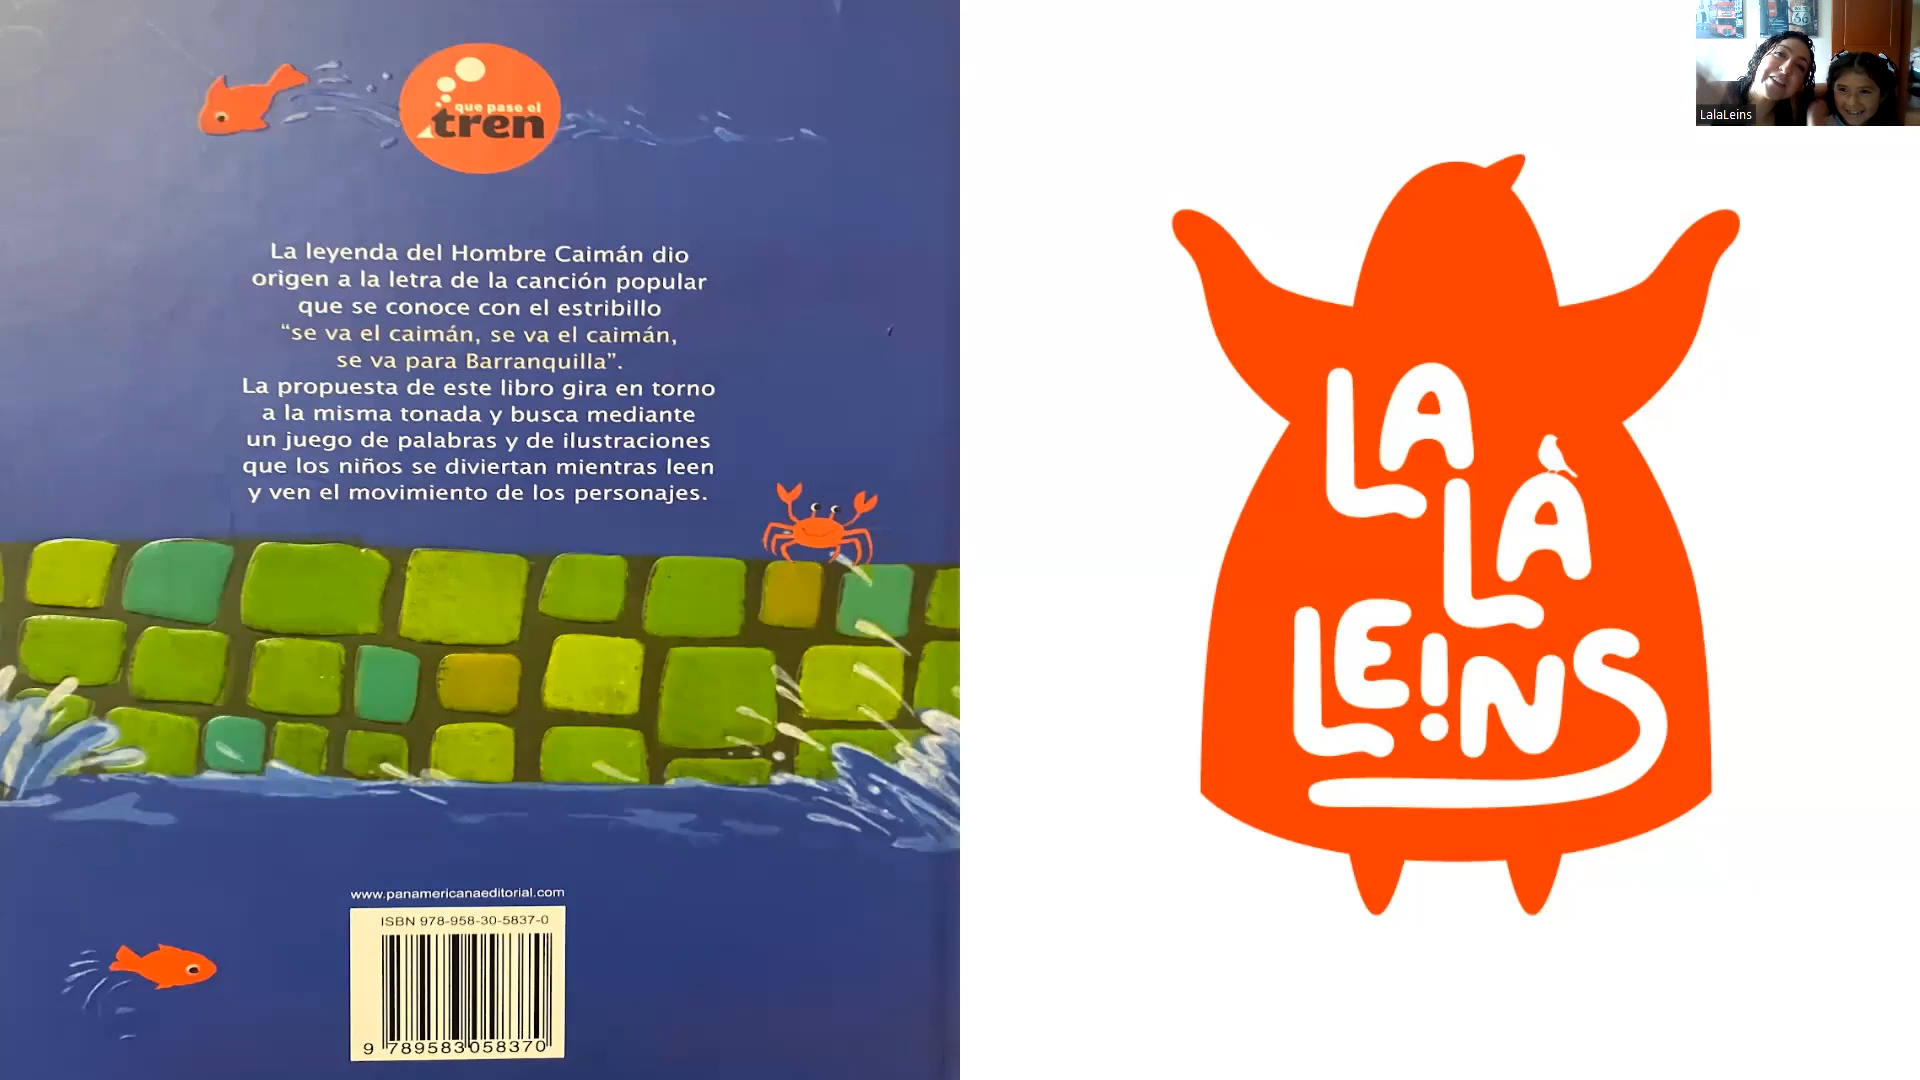 que pase el
tren
La leyenda del Hombre Caimán dio
origen a la letra de la canción popular
que se conoce con el estribillo
“se va el caimán, se va el caimán,
se va para Barranquilla”.
La propuesta de este libro gira en torno
a la misma tonada y busca mediante
un juego de palabras y de ilustraciones
que los niños se diviertan mientras leen
y ven el movimiento de los personajes.
www.panamericanaeditorial.com
ISBN 978-958-30-5837-0
9 789583058370
LA
LÀ
LE!NS
LalaLeins
66